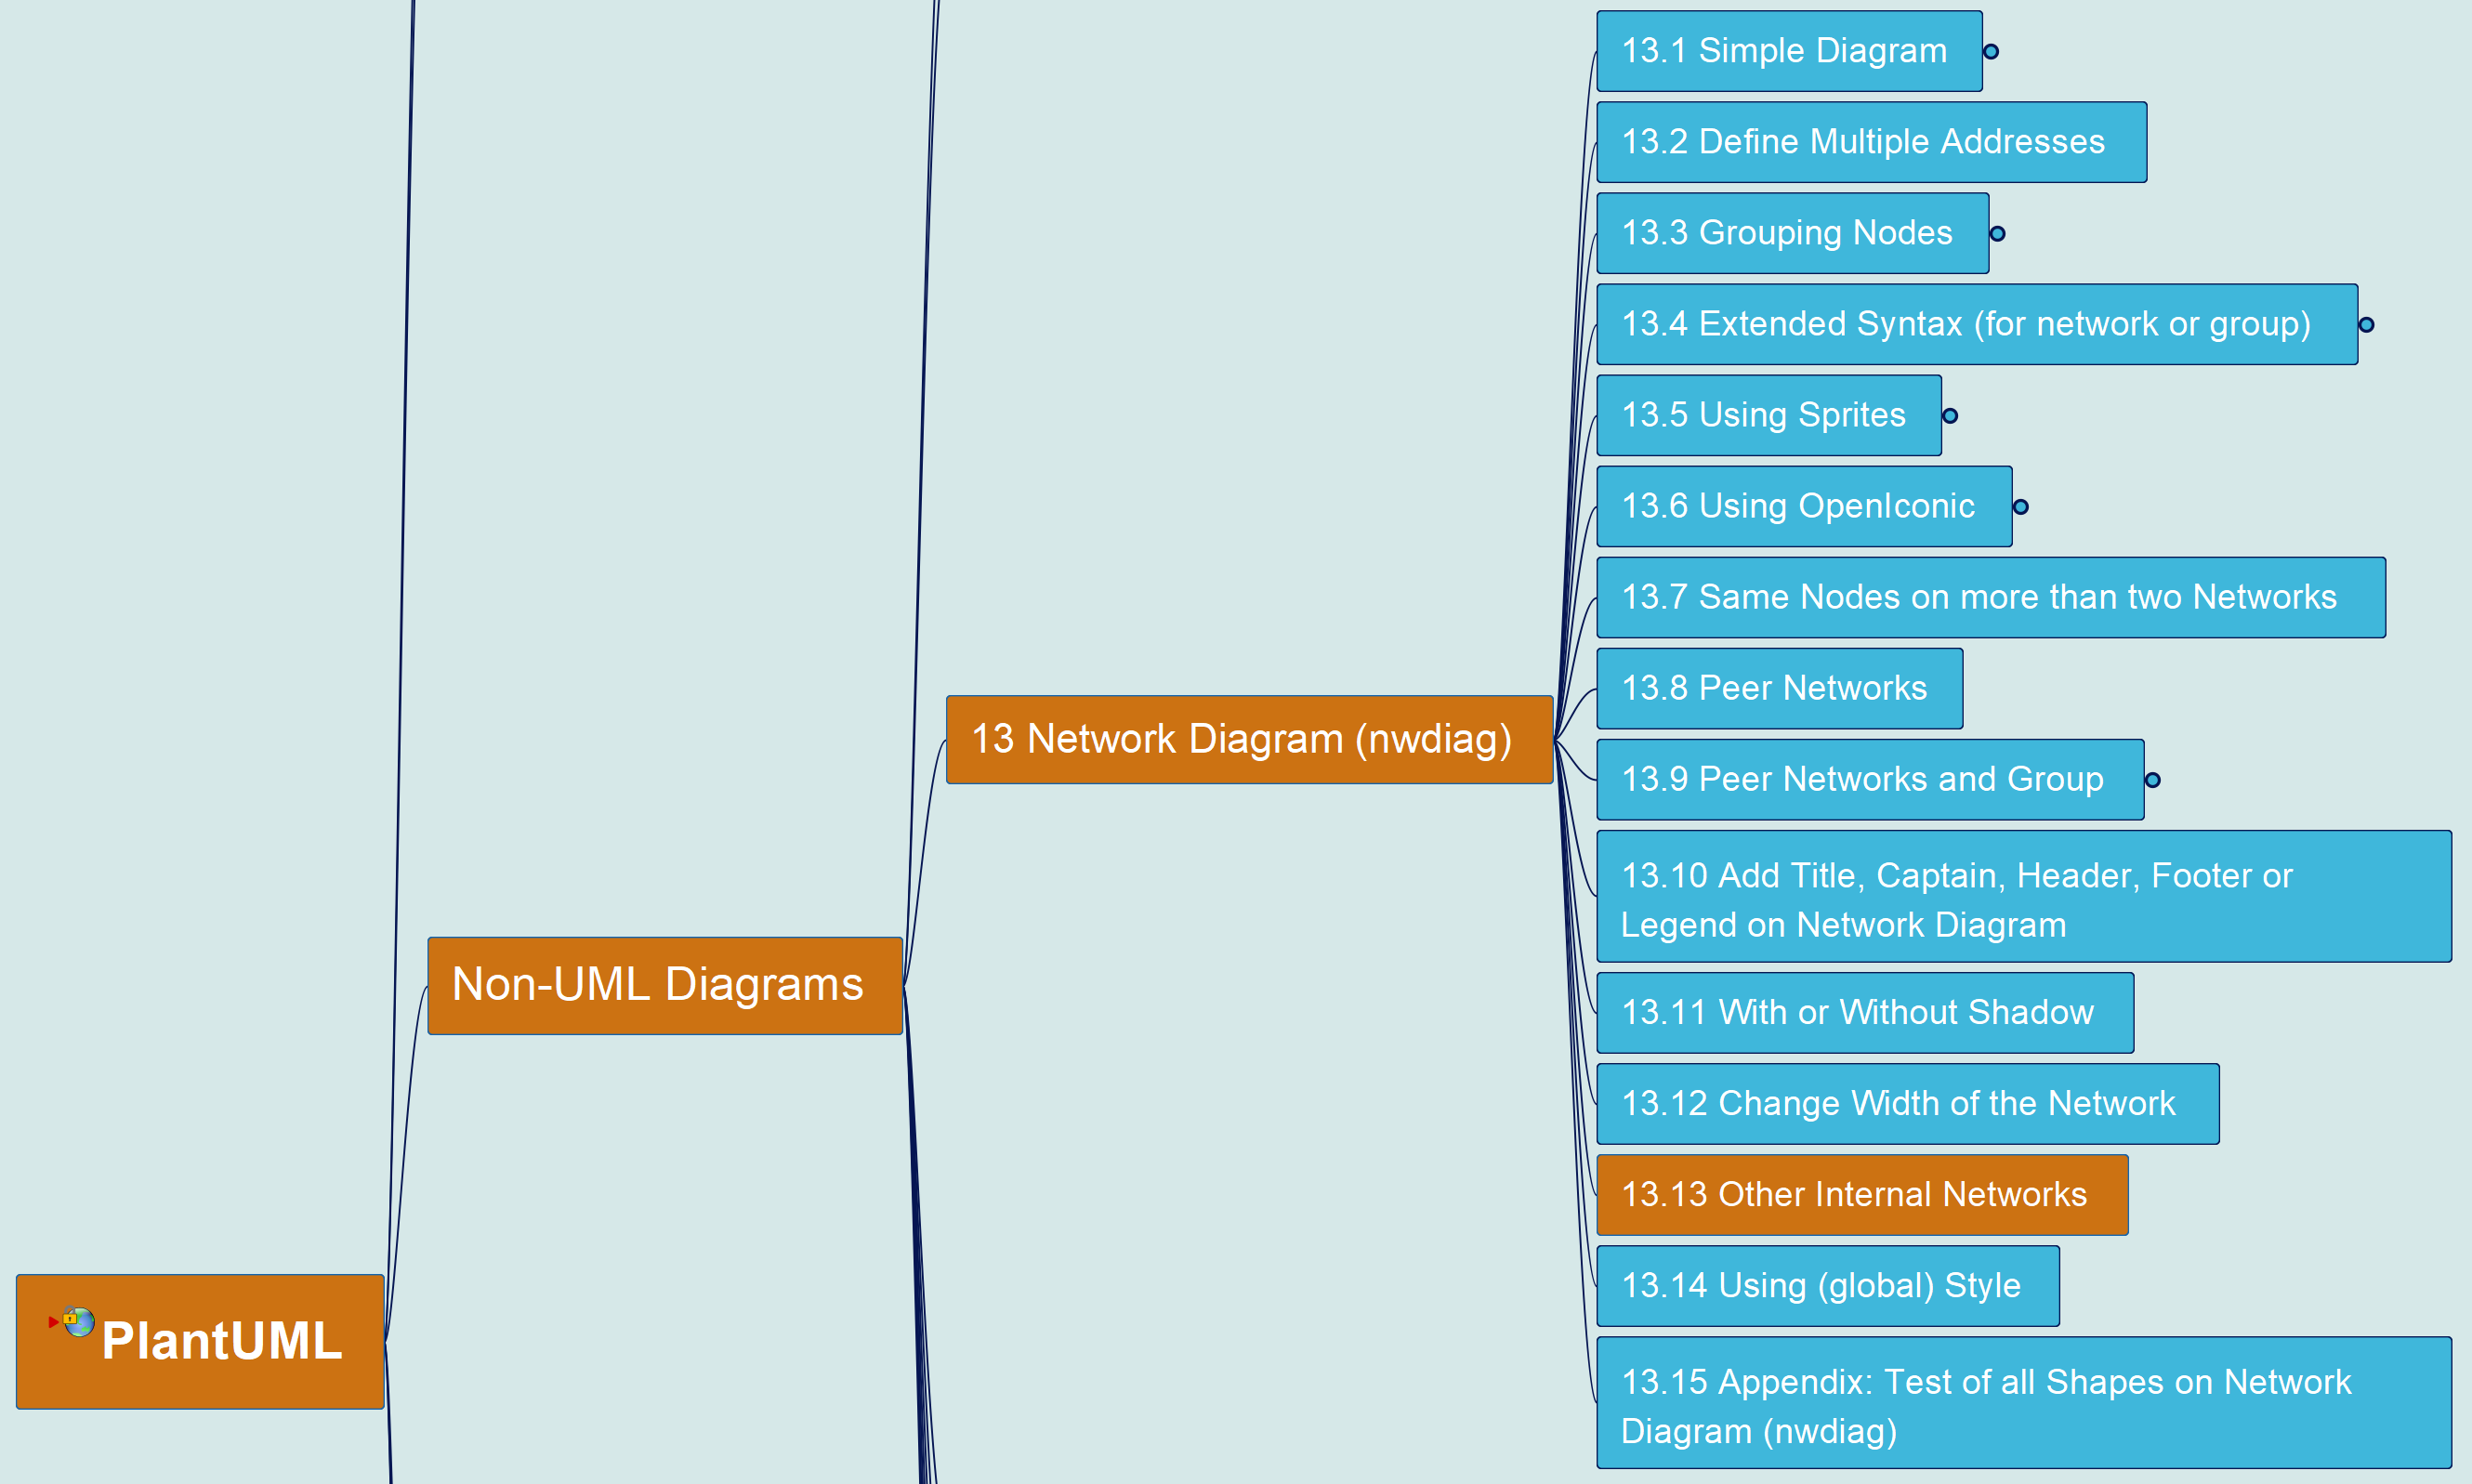 13.1 Simple Diagram
13.2 Define Multiple Addresses
13.3 Grouping Nodes
13.4 Extended Syntax (for network or group)
13.5 Using Sprites
13.6 Using OpenIconic
13.7 Same Nodes on more than two Networks
13.8 Peer Networks
13 Network Diagram (nwdiag)
13.9 Peer Networks and Group
13.10 Add Title, Captain, Header, Footer or
Legend on Network Diagram
Non-UML Diagrams
13.11 With or Without Shadow
13.12 Change Width of the Network
13.13 Other Internal Networks
13.14 Using (global) Style
PlantUML
13.15 Appendix: Test of all Shapes on Network
Diagram (nwdiag)